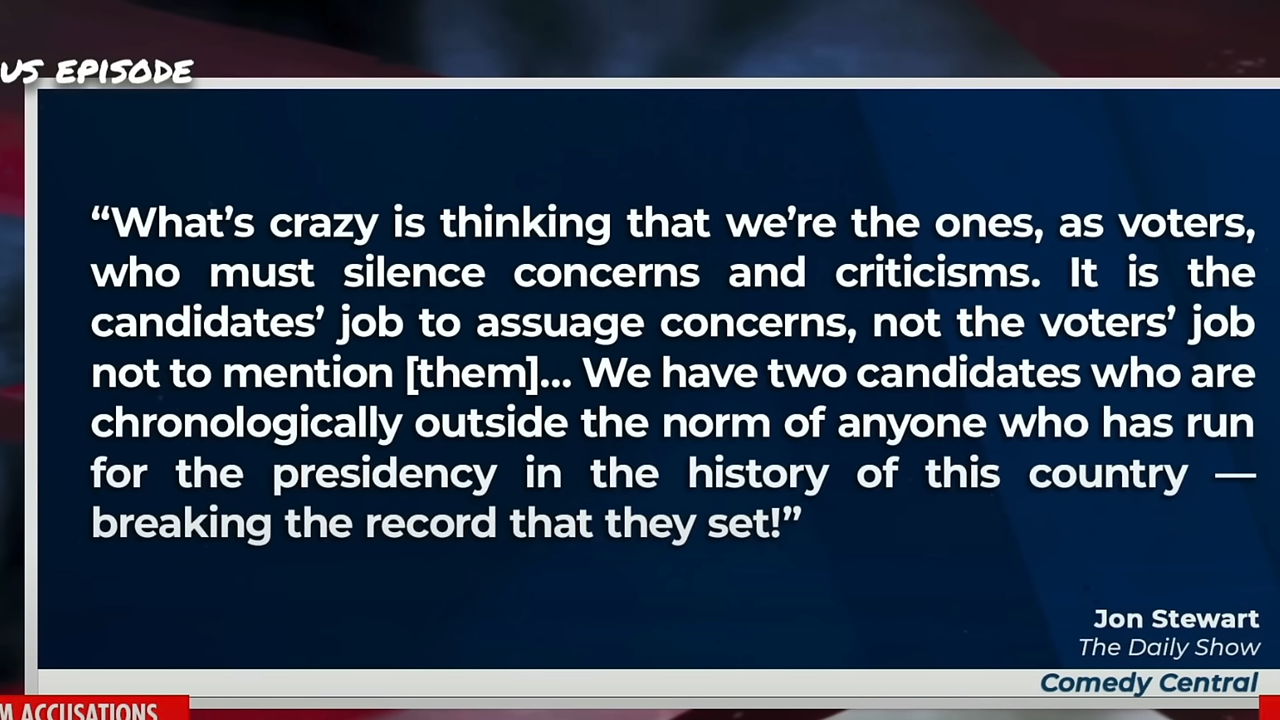 US EPISODE
“What’s crazy is thinking that we’re the ones, as voters,
who must silence concerns and criticisms. It is the
candidates’ job to assuage concerns, not the voters’ job
not to mention [them]... We have two candidates who are
chronologically outside the norm of anyone who has run
for the presidency in the history of this country —
breaking the record that they set!”
Jon Stewart
The Daily Show
Comedy Central
M ACCUSATIONS